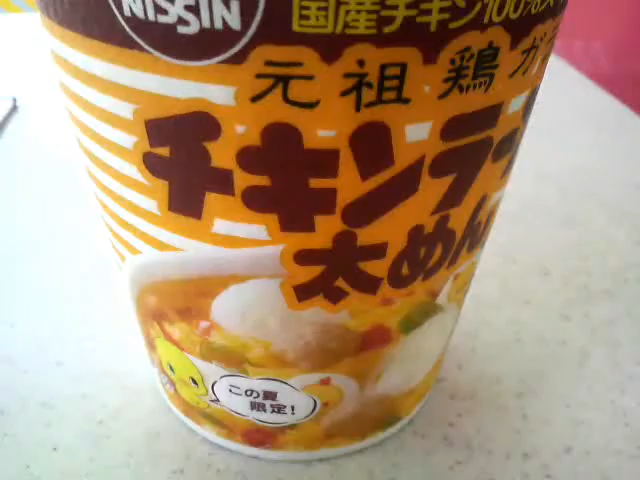 NISSIN
国産チキン100%ス
元祖鶏ガ
チキンラ
太めん
この夏
限定!